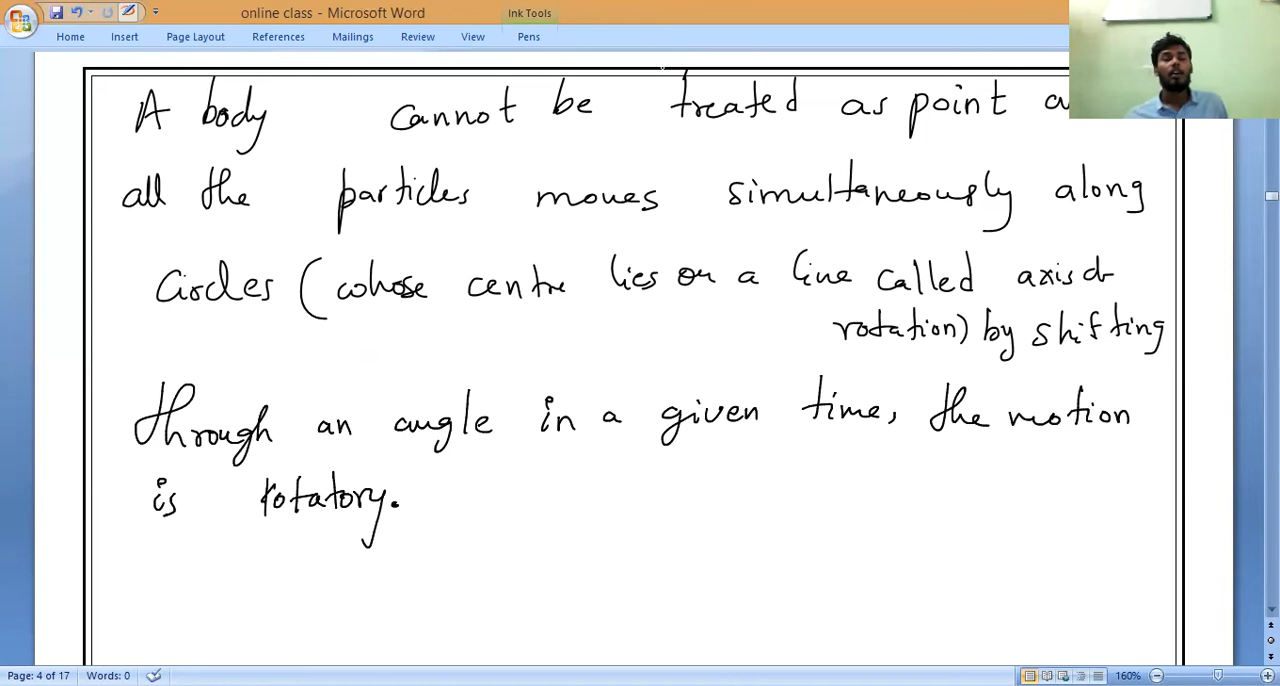 online class - Microsoft Word
Ink Tools
Home Insert Page Layout References Mailings Review View Pens
A body cannot be treated as point
all the particles moves simultaneously along
circles (whose centre lies on a line called axis of
rotation) by shifting
through an angle in a given time, the motion
is rotatory.
Page: 4 of 17 Words: 0 160%